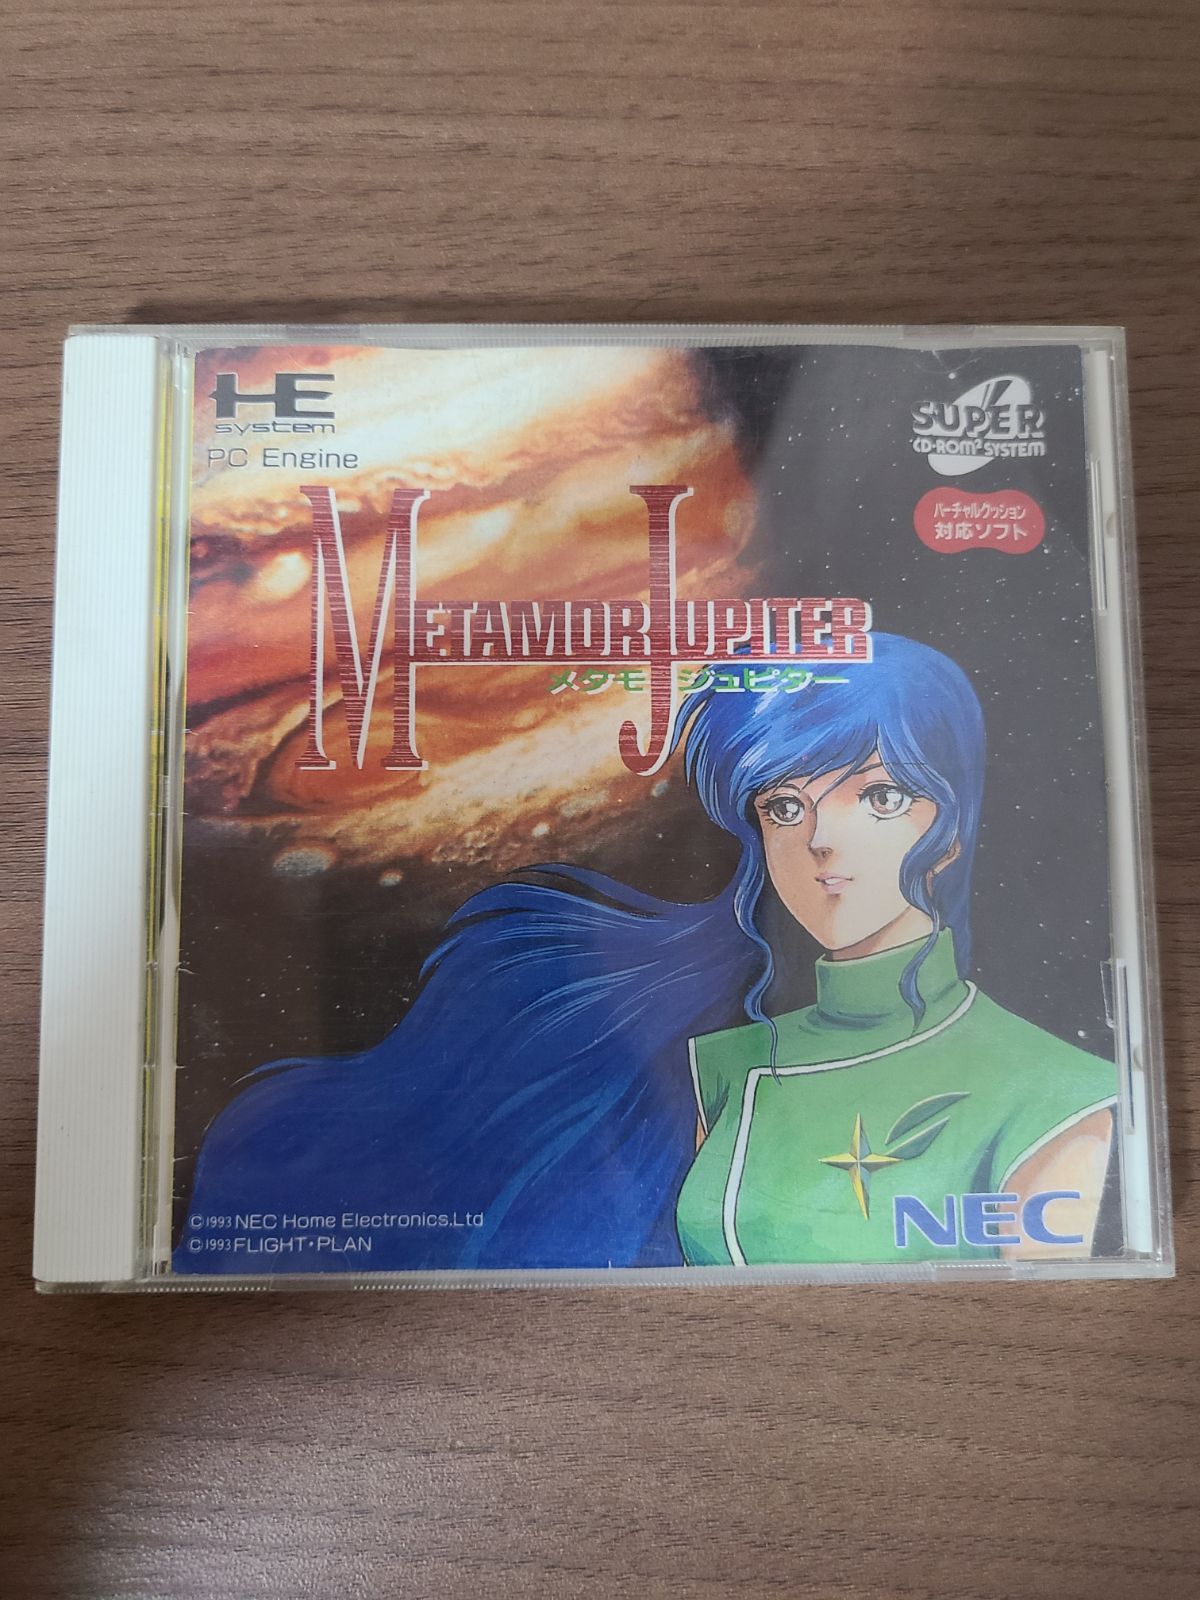 HE
system
PC Engine
SUPER
CD-ROM² SYSTEM
バーチャルクッション
対応ソフト
METAMOR JUPITER
メタモ ジュピター
©1993 NEC Home Electronics,Ltd
©1993 FLIGHT・PLAN
NEC